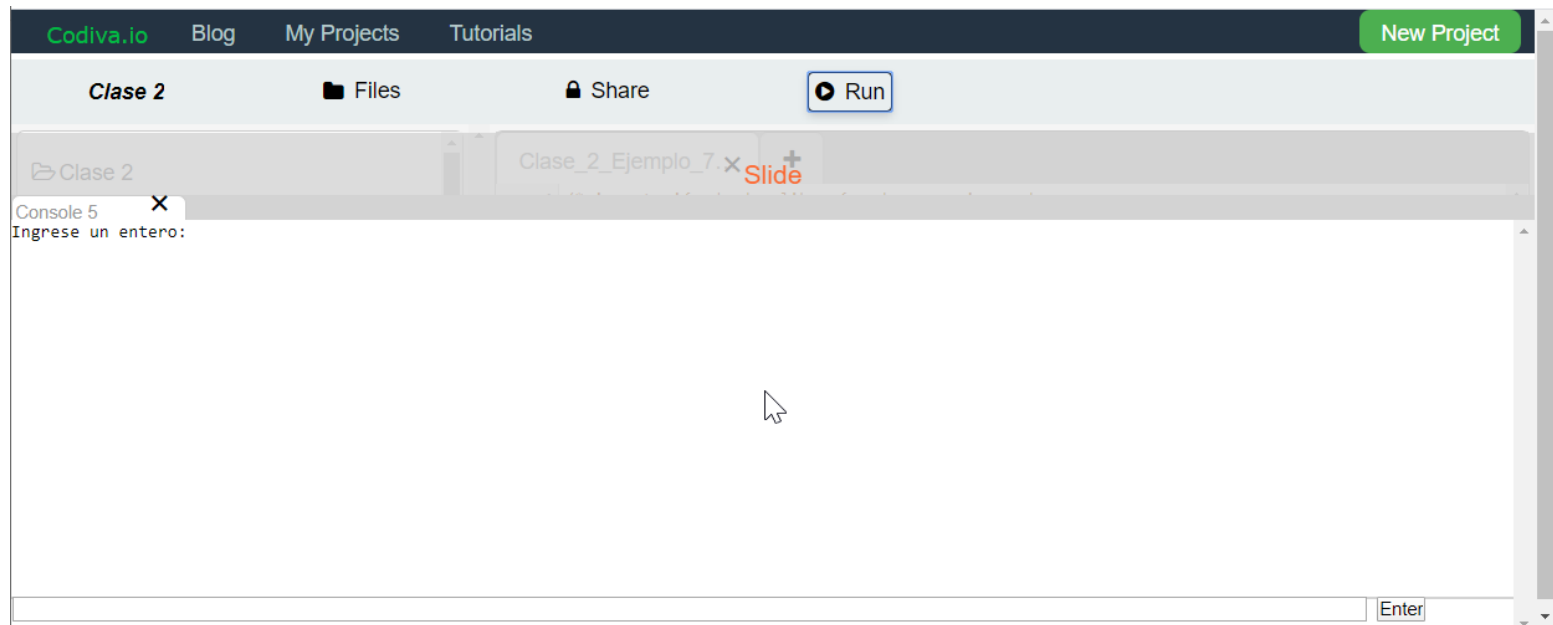 Codiva.io Blog My Projects Tutorials New Project
Clase 2 Files Share Run
Clase 2 Clase_2_Ejemplo_7. Slide
Console 5
Ingrese un entero:
Enter